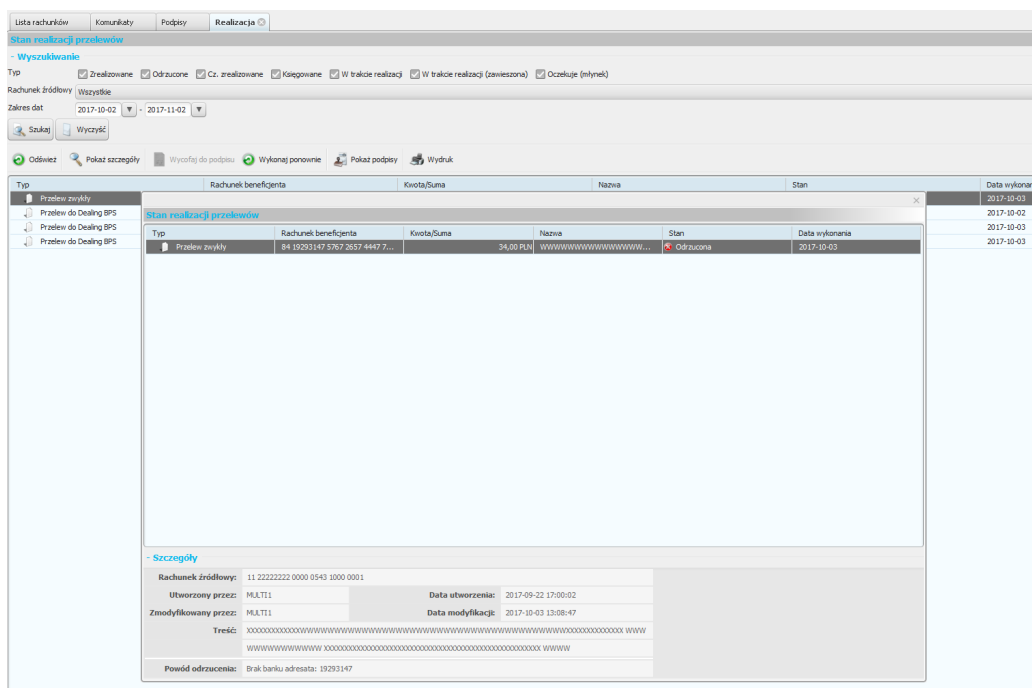 Lista rachunków Komunikaty Podpisy Realizacja
Stan realizacji przelewów
- Wyszukiwanie
Typ Zrealizowane Odrzucone Cz. zrealizowane Księgowane W trakcie realizacji W trakcie realizacji (zawieszona) Oczekuje (młynek)
Rachunek źródłowy Wszystkie
Zakres dat 2017-10-02 - 2017-11-02
Szukaj Wyczyść
Odśwież Pokaż szczegóły Wycofaj do podpisu Wykonaj ponownie Pokaż podpisy Wydruk
Typ Rachunek beneficjenta Kwota/Suma Nazwa Stan Data wykonan
Przelew zwykły 2017-10-03
Przelew do Dealing BPS 2017-10-02
Przelew do Dealing BPS 2017-10-03
Przelew do Dealing BPS 2017-10-03
Stan realizacji przelewów
Typ Rachunek beneficjenta Kwota/Suma Nazwa Stan Data wykonania
Przelew zwykły 84 19293147 5767 2657 4447 7... 34,00 PLN Odrzucona 2017-10-03
- Szczegóły
Rachunek źródłowy: 11 22222222 0000 0543 1000 0001
Utworzony przez: MULTI1 Data utworzenia: 2017-09-22 17:00:02
Zmodyfikowany przez: MULTI1 Data modyfikacji: 2017-10-03 13:08:47
Treść:
Powód odrzucenia: Brak banku adresata: 19293147